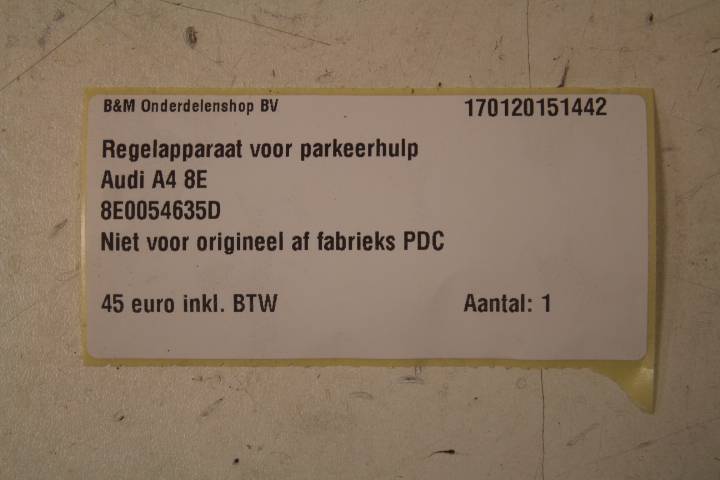 B&M Onderdelenshop BV 170120151442
Regelapparaat voor parkeerhulp
Audi A4 8E
8E0054635D
Niet voor origineel af fabrieks PDC
45 euro inkl. BTW Aantal: 1